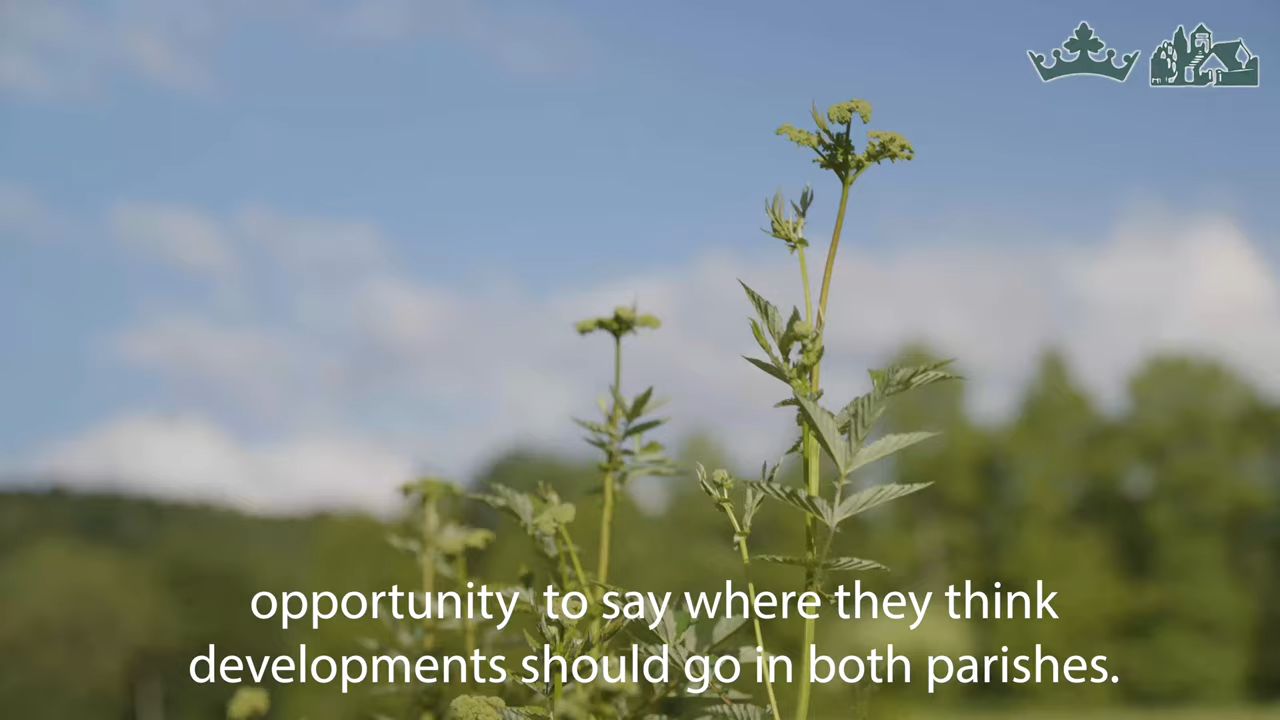 opportunity  to say where they think
developments should go in both parishes.